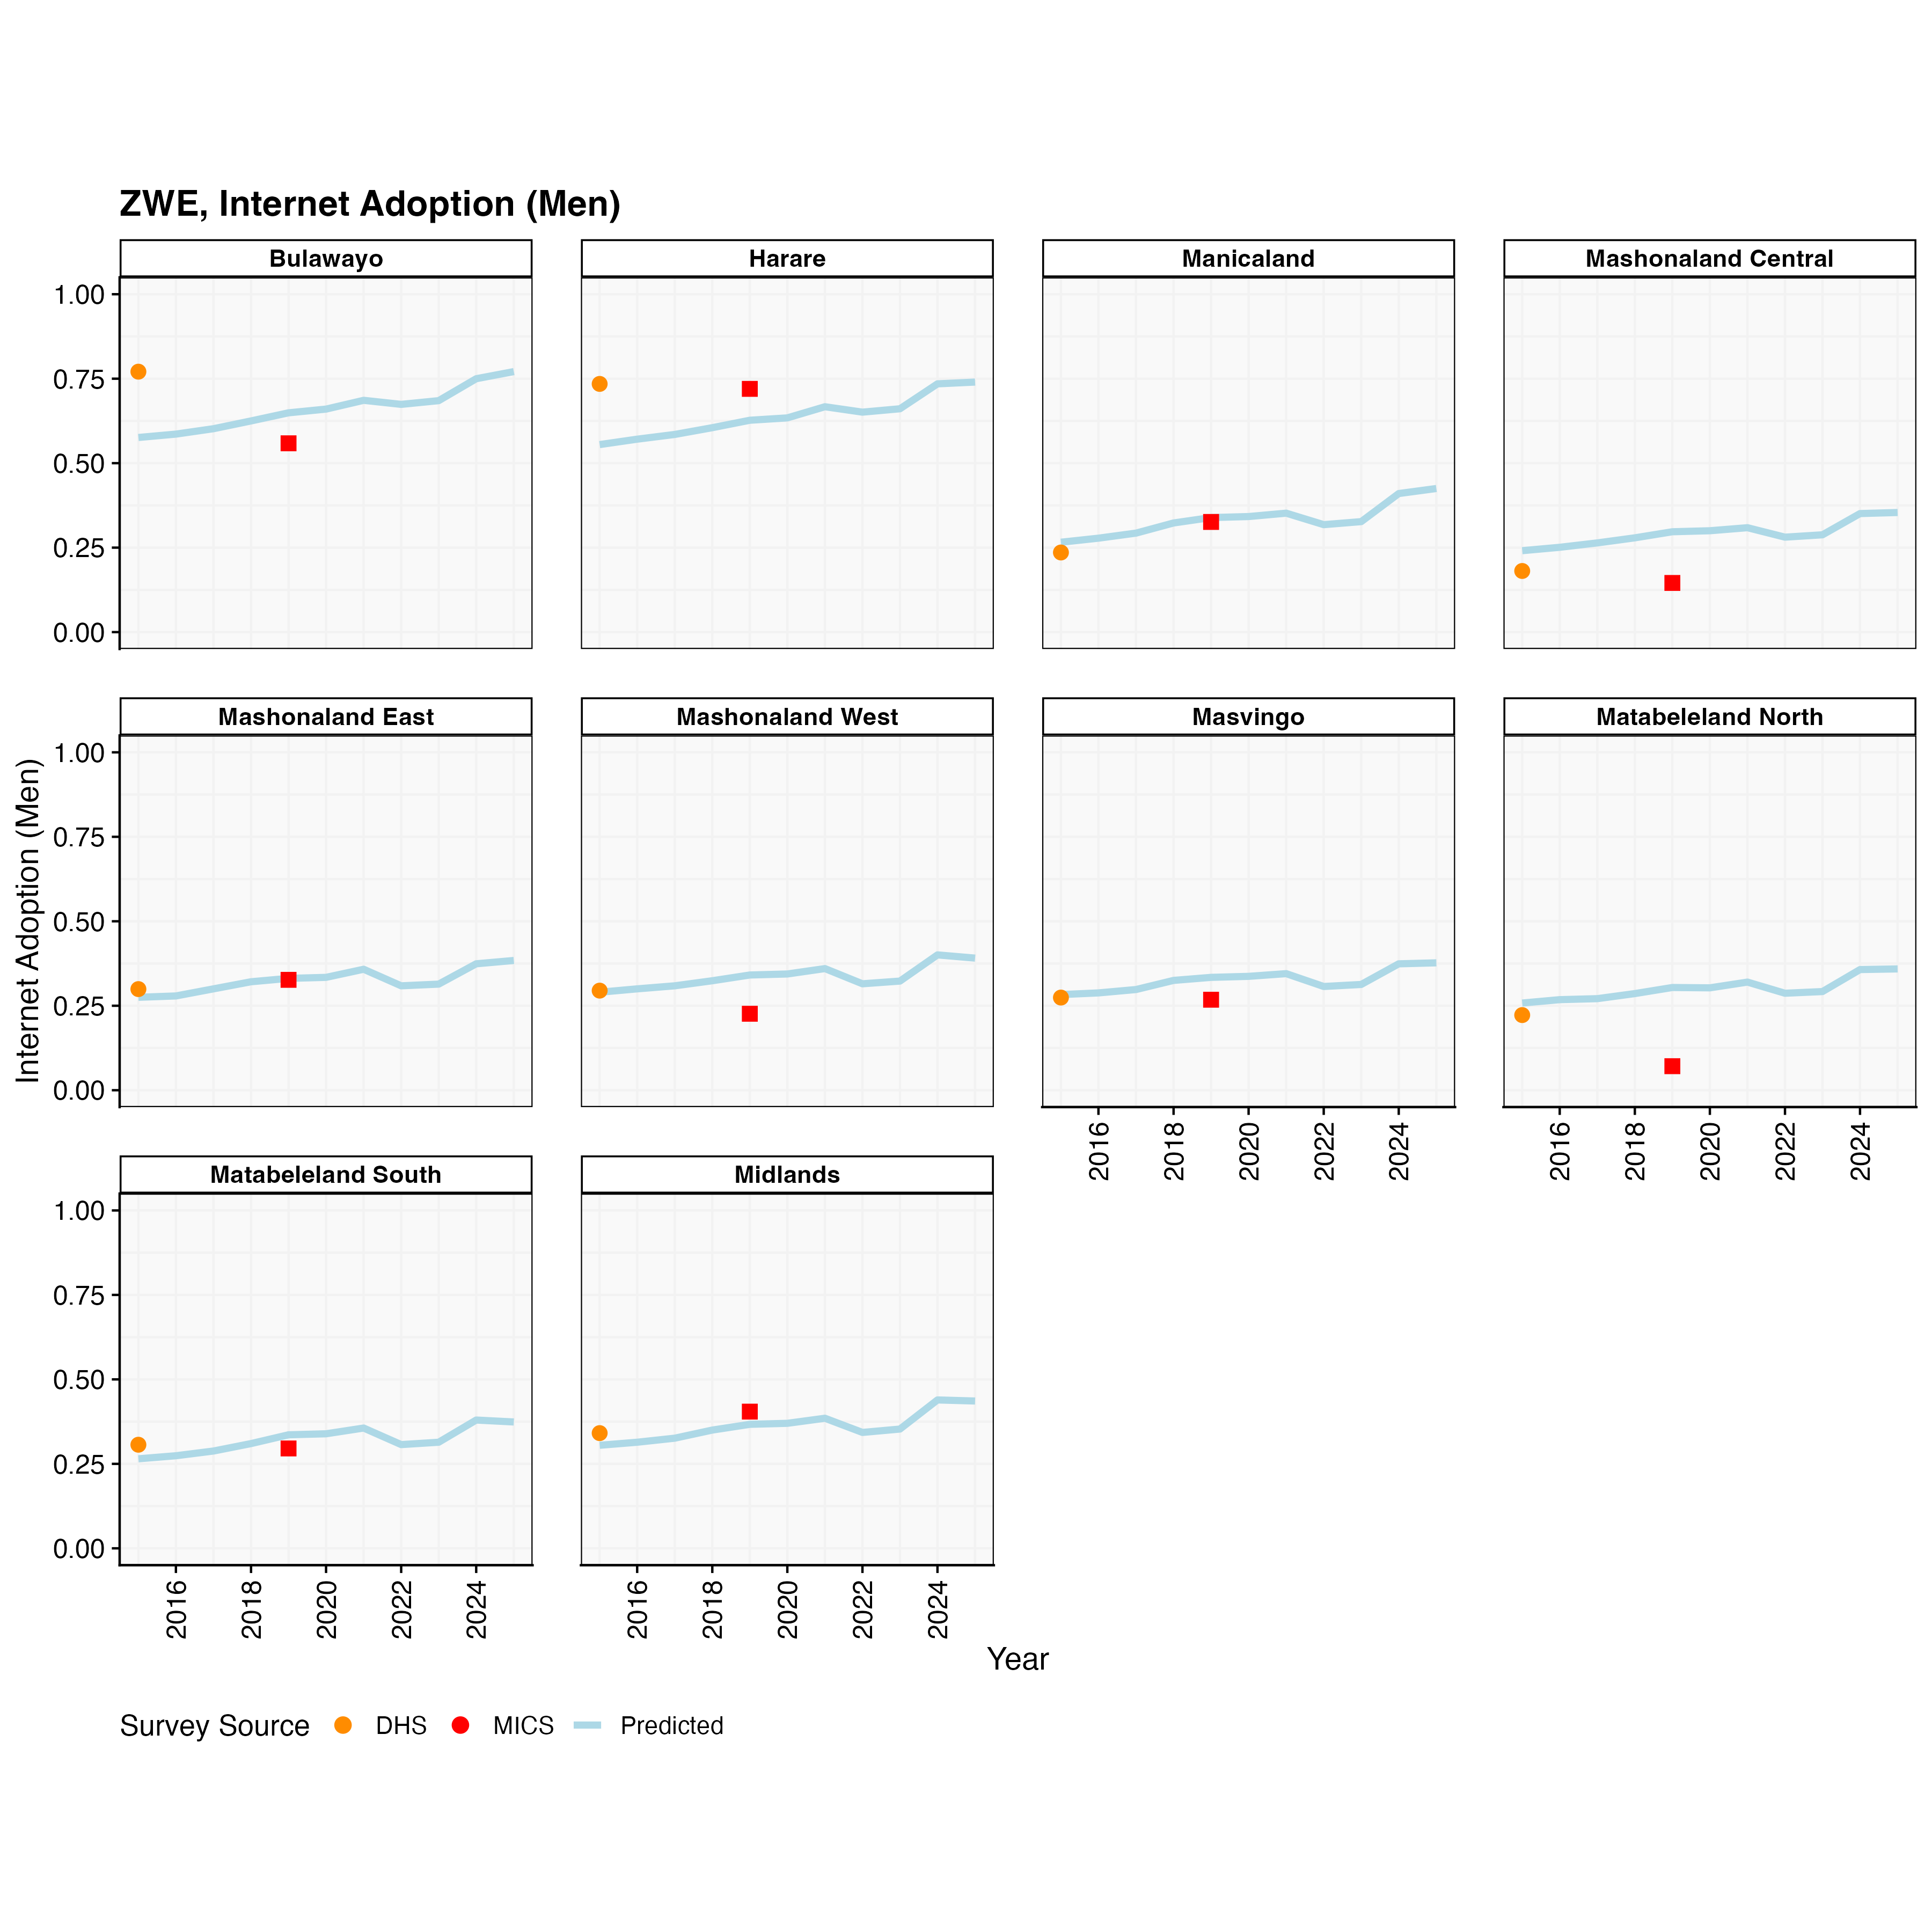 ZWE, Internet Adoption (Men)
Bulawayo Harare Manicaland Mashonaland Central
1.00
0.75
0.50
0.25
0.00
Mashonaland East Mashonaland West Masvingo Matabeleland North
1.00
0.75
0.50
0.25
0.00
Internet Adoption (Men)
2016 2018 2020 2022 2024 2016 2018 2020 2022 2024
Matabeleland South Midlands
1.00
0.75
0.50
0.25
0.00
2016 2018 2020 2022 2024 2016 2018 2020 2022 2024
Year
Survey Source DHS MICS Predicted